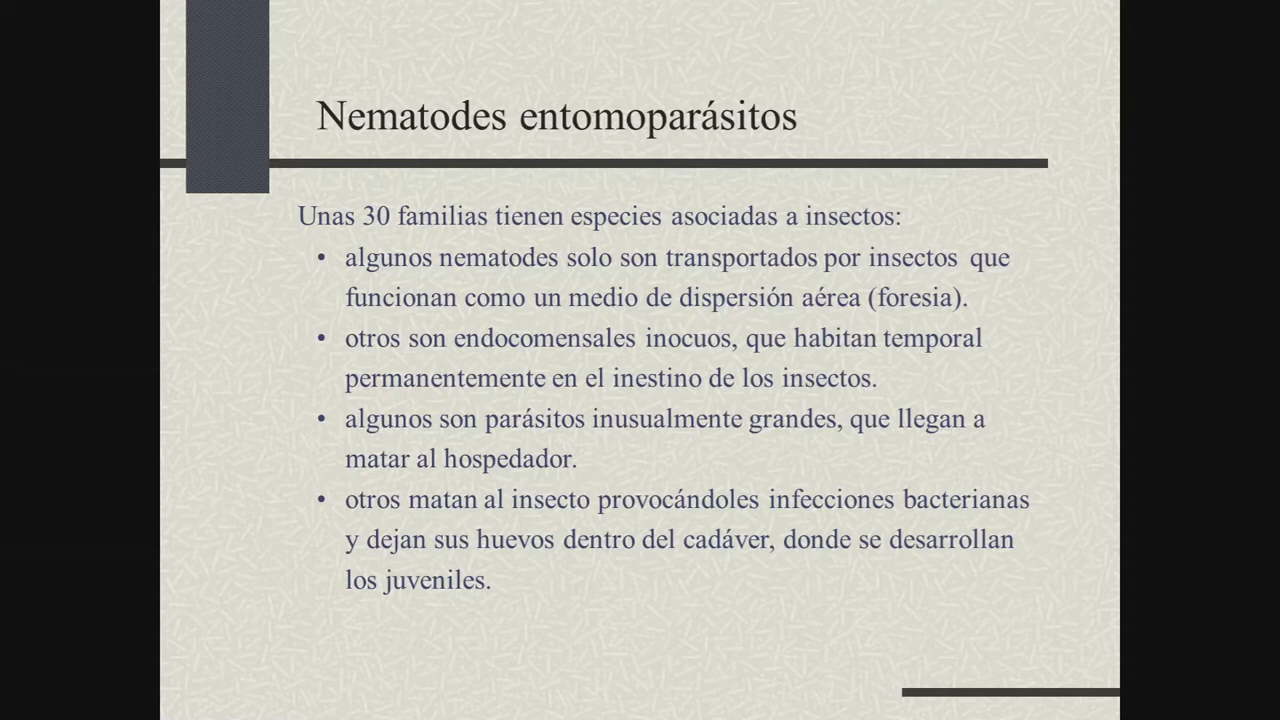 Nematodes entomoparásitos
Unas 30 familias tienen especies asociadas a insectos:
• algunos nematodes solo son transportados por insectos que
funcionan como un medio de dispersión aérea (foresia).
• otros son endocomensales inocuos, que habitan temporal
permanentemente en el inestino de los insectos.
• algunos son parásitos inusualmente grandes, que llegan a
matar al hospedador.
• otros matan al insecto provocándoles infecciones bacterianas
y dejan sus huevos dentro del cadáver, donde se desarrollan
los juveniles.